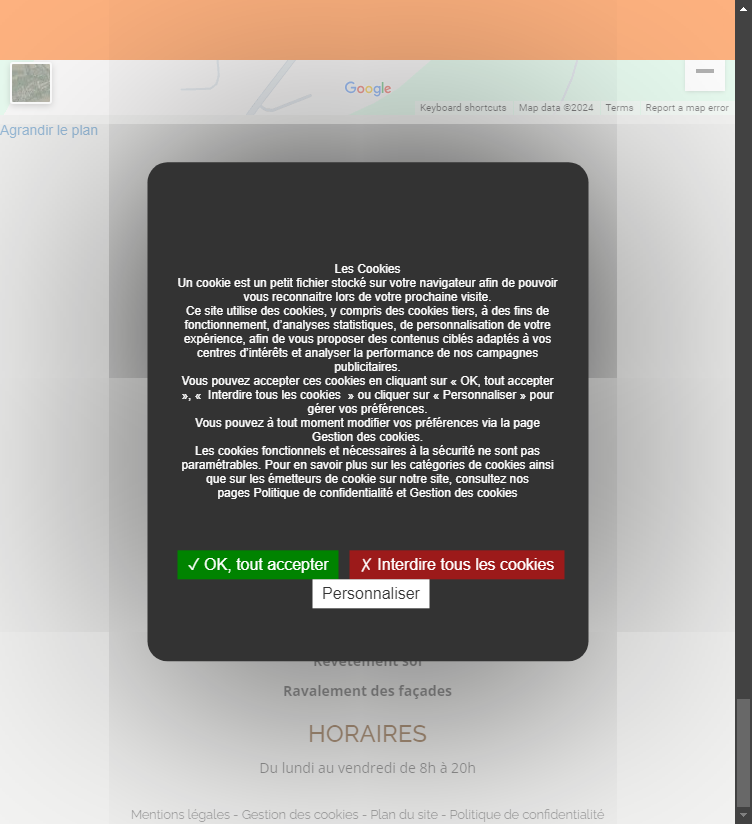 Google
Keyboard shortcuts Map data ©2024 Terms Report a map error
Agrandir le plan
Les Cookies
Un cookie est un petit fichier stocké sur votre navigateur afin de pouvoir
vous reconnaitre lors de votre prochaine visite.
Ce site utilise des cookies, y compris des cookies tiers, à des fins de
fonctionnement, d'analyses statistiques, de personnalisation de votre
expérience, afin de vous proposer des contenus ciblés adaptés à vos
centres d'intérêts et analyser la performance de nos campagnes
publicitaires.
Vous pouvez accepter ces cookies en cliquant sur « OK, tout accepter
», « Interdire tous les cookies » ou cliquer sur « Personnaliser » pour
gérer vos préférences.
Vous pouvez à tout moment modifier vos préférences via la page
Gestion des cookies.
Les cookies fonctionnels et nécessaires à la sécurité ne sont pas
paramétrables. Pour en savoir plus sur les catégories de cookies ainsi
que sur les émetteurs de cookie sur notre site, consultez nos
pages Politique de confidentialité et Gestion des cookies
✓ OK, tout accepter ✗ Interdire tous les cookies
Personnaliser
Revêtement sol
Ravalement des façades
HORAIRES
Du lundi au vendredi de 8h à 20h
Mentions légales - Gestion des cookies - Plan du site - Politique de confidentialité